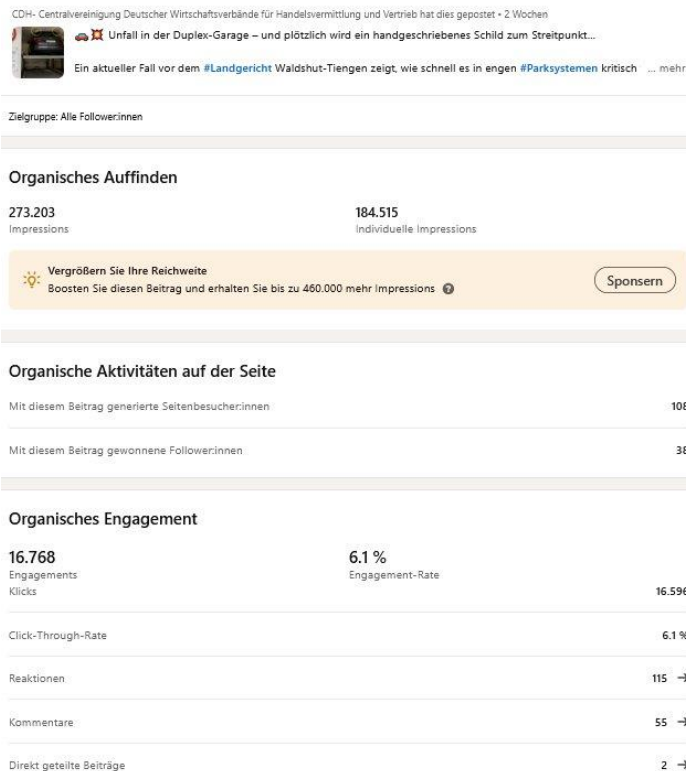 CDH- Centralvereinigung Deutscher Wirtschaftsverbände für Handelsvermittlung und Vertrieb hat dies gepostet • 2 Wochen
🚗💥 Unfall in der Duplex-Garage – und plötzlich wird ein handgeschriebenes Schild zum Streitpunkt...
Ein aktueller Fall vor dem #Landgericht Waldshut-Tiengen zeigt, wie schnell es in engen #Parksystemen kritisch ... mehr
Zielgruppe: Alle Follower:innen
Organisches Auffinden
273.203 184.515
Impressions Individuelle Impressions
Vergrößern Sie Ihre Reichweite
Boosten Sie diesen Beitrag und erhalten Sie bis zu 460.000 mehr Impressions ?
Sponsern
Organische Aktivitäten auf der Seite
Mit diesem Beitrag generierte Seitenbesucher:innen 108
Mit diesem Beitrag gewonnene Follower:innen 38
Organisches Engagement
16.768 6.1 %
Engagements Engagement-Rate
Klicks 16.596
Click-Through-Rate 6.1 %
Reaktionen 115 →
Kommentare 55 →
Direkt geteilte Beiträge 2 →